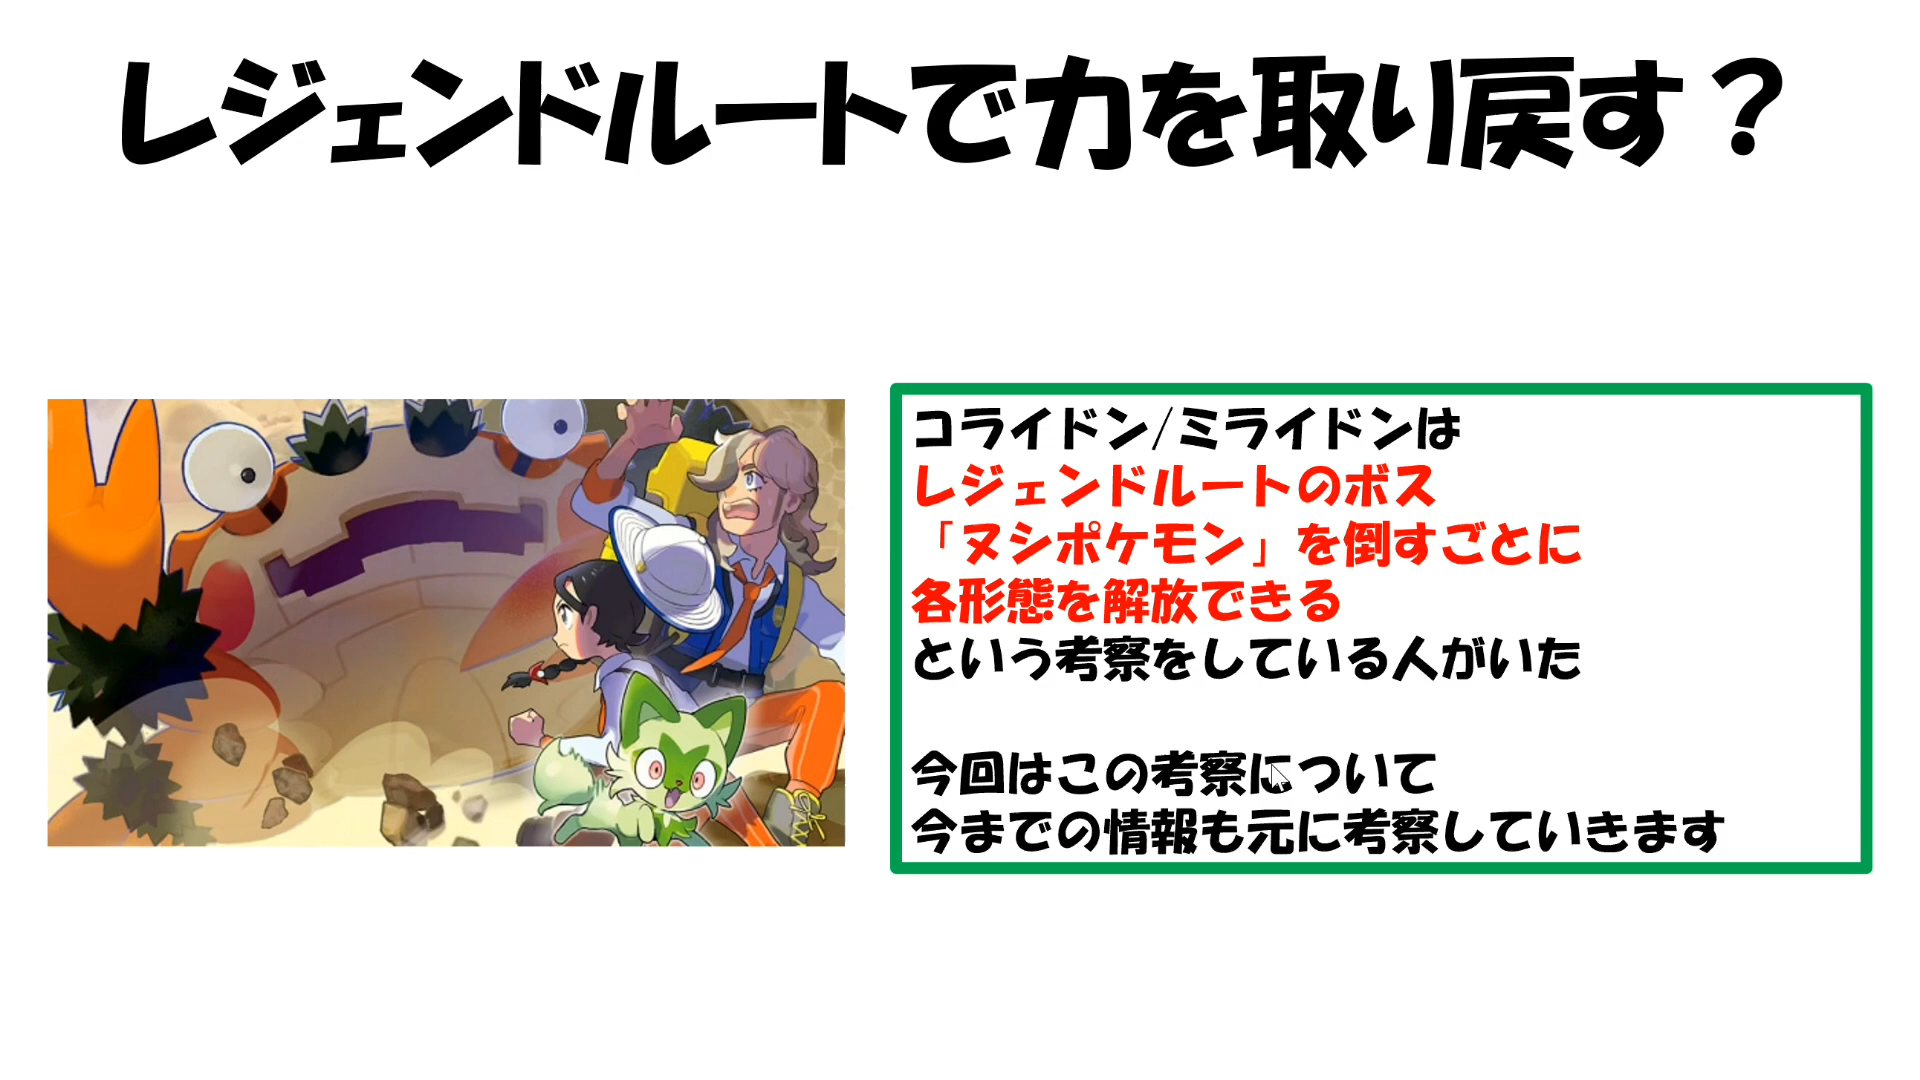 レジェンドルートで力を取り戻す？
コライドン/ミライドンは
レジェンドルートのボス
「ヌシポケモン」を倒すごとに
各形態を解放できる
という考察をしている人がいた
今回はこの考察について
今までの情報も元に考察していきます